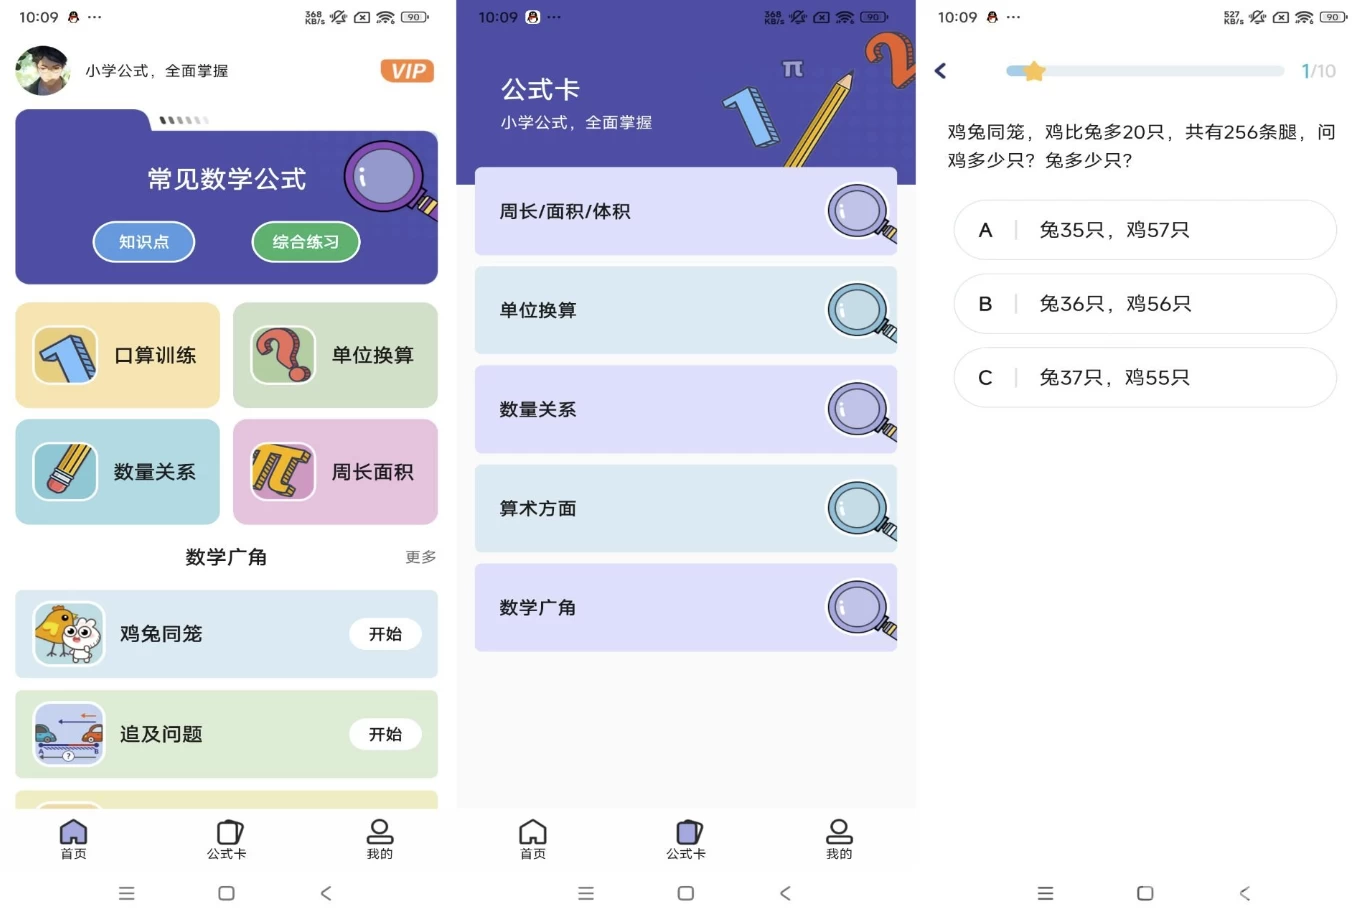 10:09 ··· 368 KB/s 90
小学公式，全面掌握
VIP
常见数学公式
知识点
综合练习
口算训练
单位换算
数量关系
周长面积
数学广角
更多
鸡兔同笼
开始
追及问题
开始
首页
公式卡
我的
10:09 ··· 368 KB/s 90
公式卡
小学公式，全面掌握
周长/面积/体积
单位换算
数量关系
算术方面
数学广角
首页
公式卡
我的
10:09 ··· 527 KB/s 90
1/10
鸡兔同笼，鸡比兔多20只，共有256条腿，问
鸡多少只？兔多少只？
A 兔35只，鸡57只
B 兔36只，鸡56只
C 兔37只，鸡55只